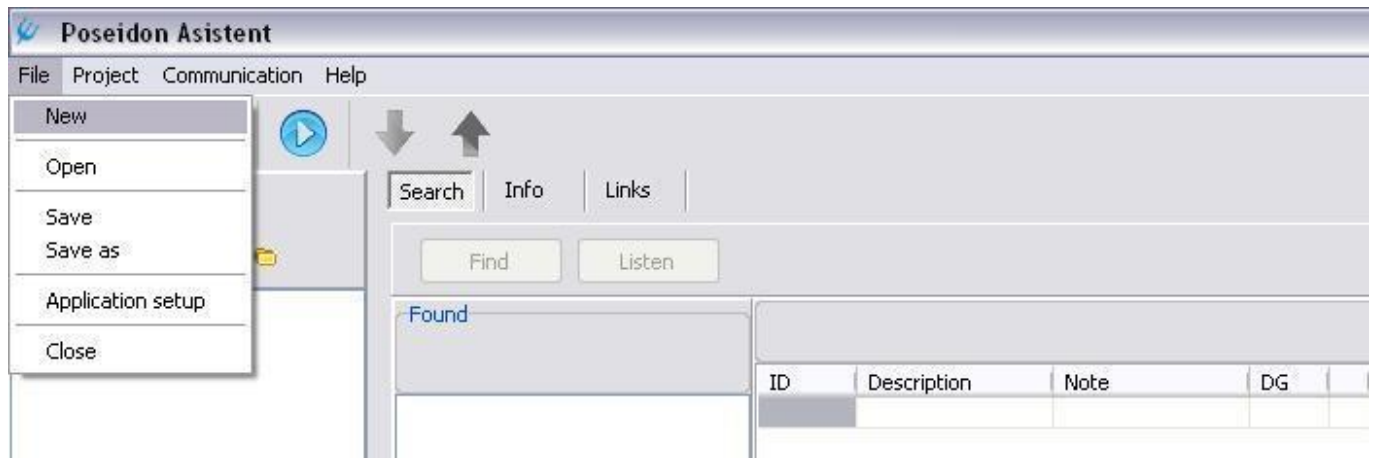 Poseidon Asistent
File Project Communication Help
New
Open
Save
Save as
Application setup
Close
Search Info Links
Find Listen
Found
ID Description Note DG